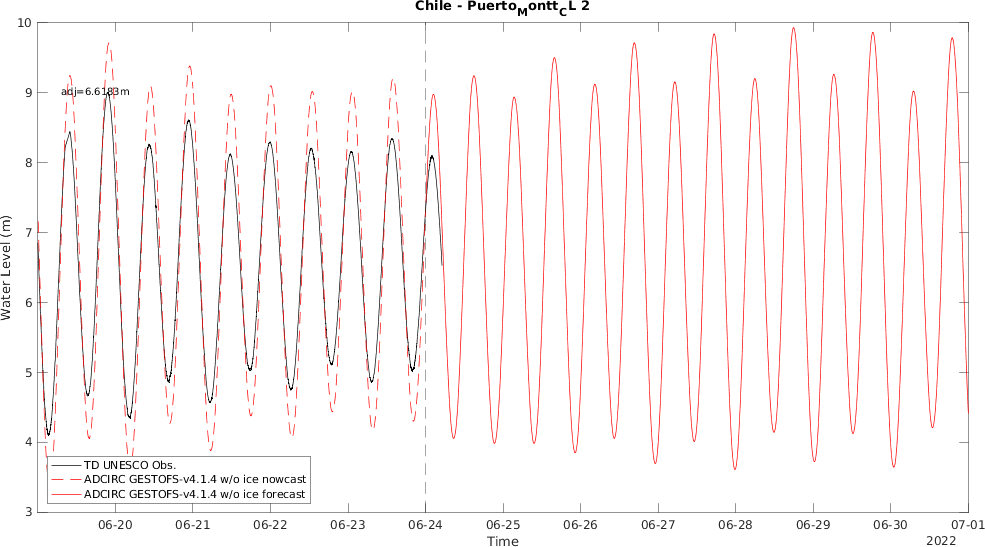 Chile - PuertoMonttCL 2
adj=6.6183m
10
9
8
7
6
5
4
3
Water Level (m)
TD UNESCO Obs.
ADCIRC GESTOFS-v4.1.4 w/o ice nowcast
ADCIRC GESTOFS-v4.1.4 w/o ice forecast
06-20 06-21 06-22 06-23 06-24 06-25 06-26 06-27 06-28 06-29 06-30 07-01
Time
2022